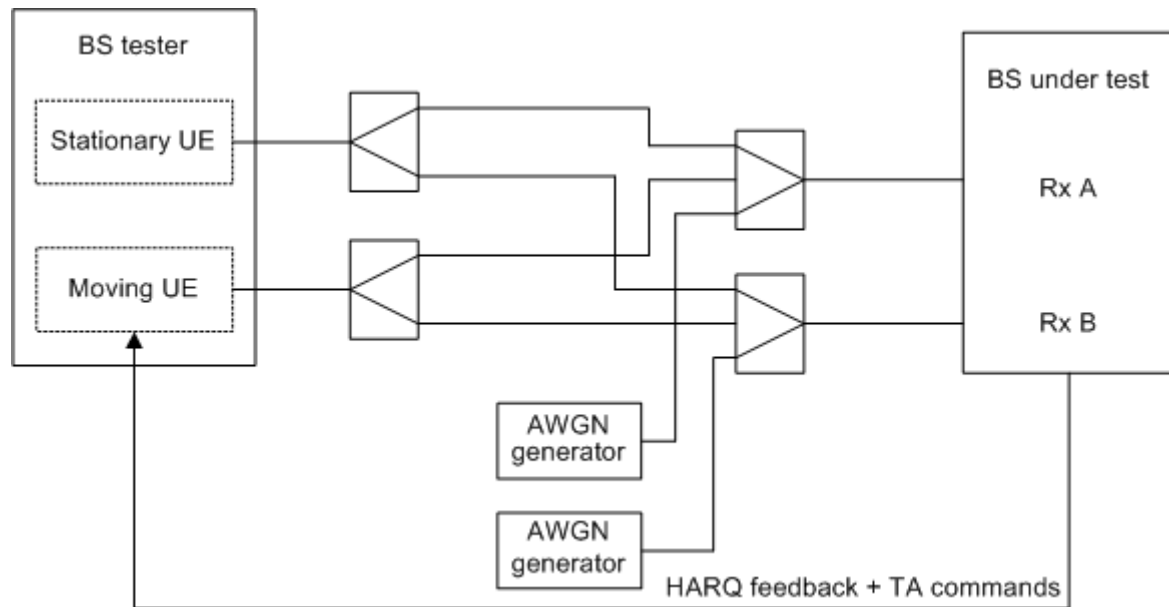 BS tester
BS under test
Stationary UE
Rx A
Moving UE
Rx B
AWGN
generator
AWGN
generator
HARQ feedback + TA commands